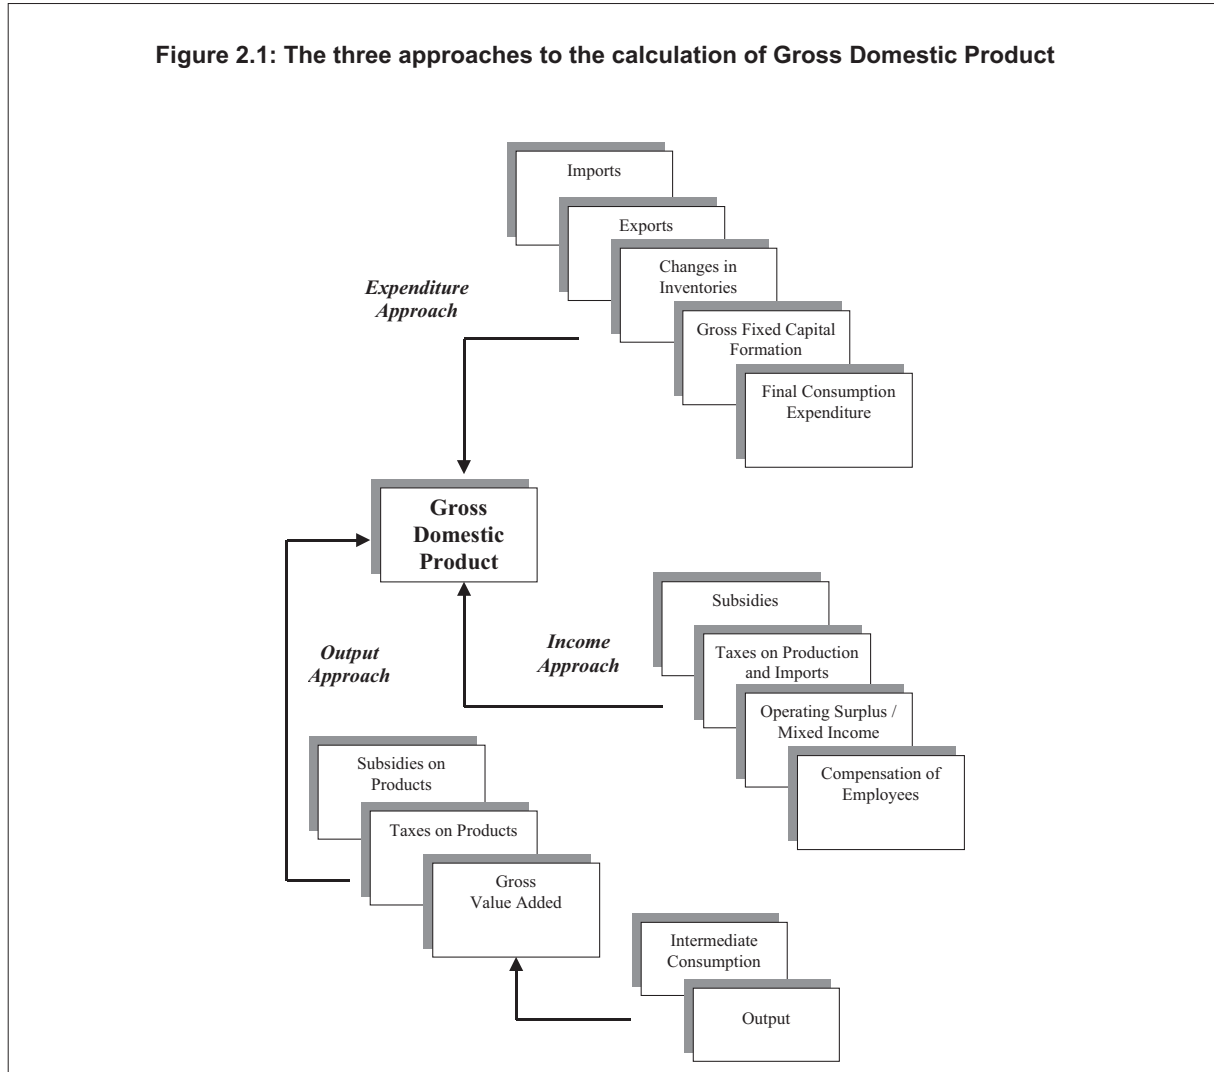 Figure 2.1: The three approaches to the calculation of Gross Domestic Product
Imports
Exports
Changes in
Inventories
Expenditure
Approach
Gross Fixed Capital
Formation
Final Consumption
Expenditure
Gross
Domestic
Product
Subsidies
Output
Approach
Income
Approach
Taxes on Production
and Imports
Operating Surplus /
Mixed Income
Compensation of
Employees
Subsidies on
Products
Taxes on Products
Gross
Value Added
Intermediate
Consumption
Output